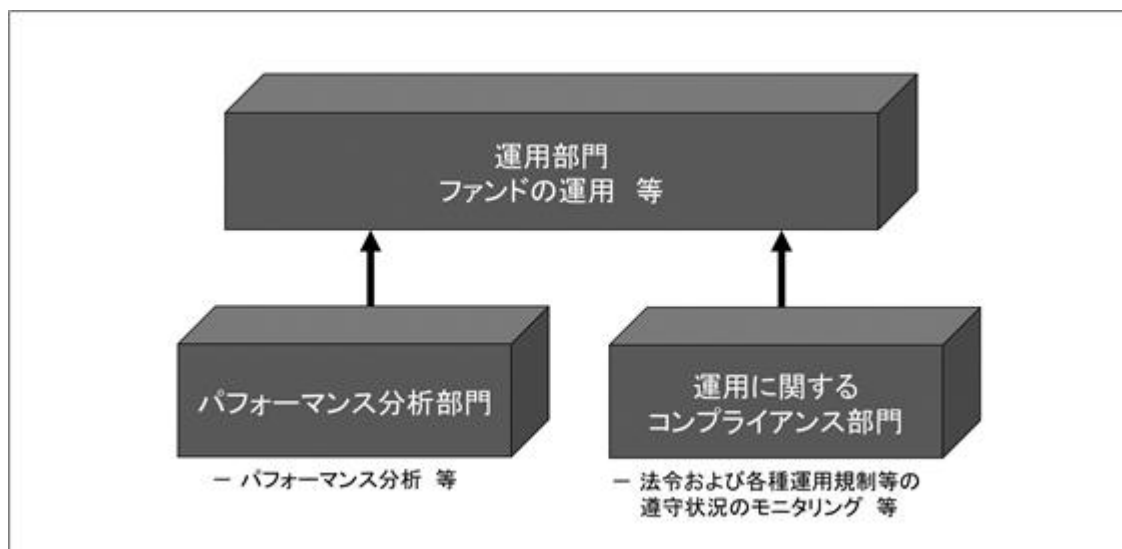 運用部門
ファンドの運用　等
パフォーマンス分析部門
－ パフォーマンス分析　等
運用に関する
コンプライアンス部門
－ 法令および各種運用規制等の
遵守状況のモニタリング　等